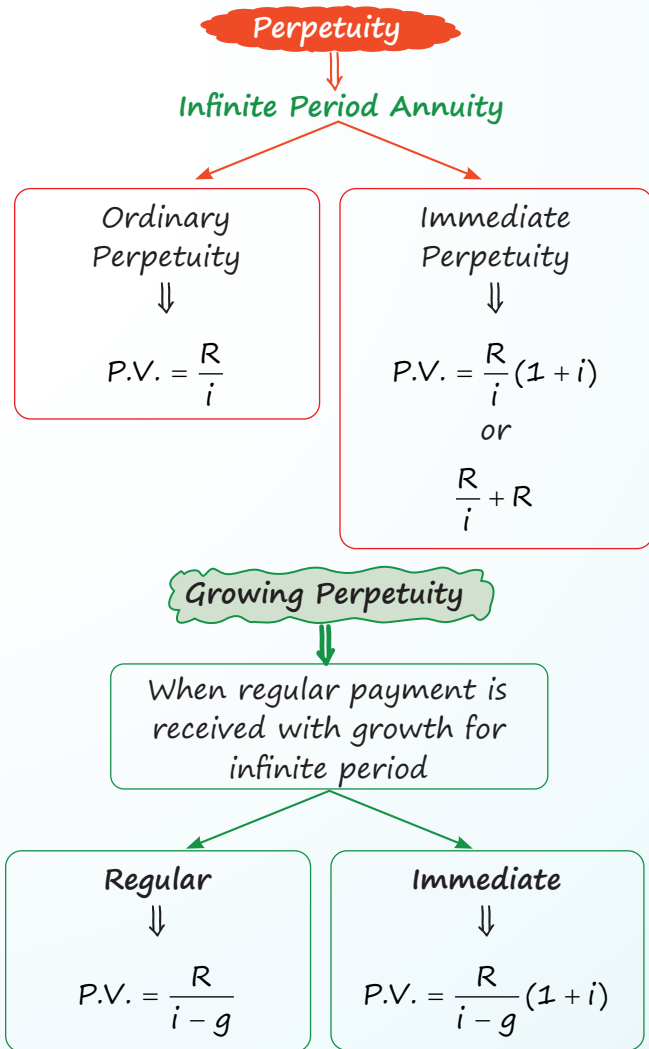 Perpetuity
⇓
Infinite Period Annuity
Ordinary
Perpetuity
⇓
P.V. = R/i
Immediate
Perpetuity
⇓
P.V. = R/i (1 + i)
or
R/i + R
Growing Perpetuity
⇓
When regular payment is
received with growth for
infinite period
Regular
⇓
P.V. = R/(i – g)
Immediate
⇓
P.V. = R/(i – g) (1 + i)